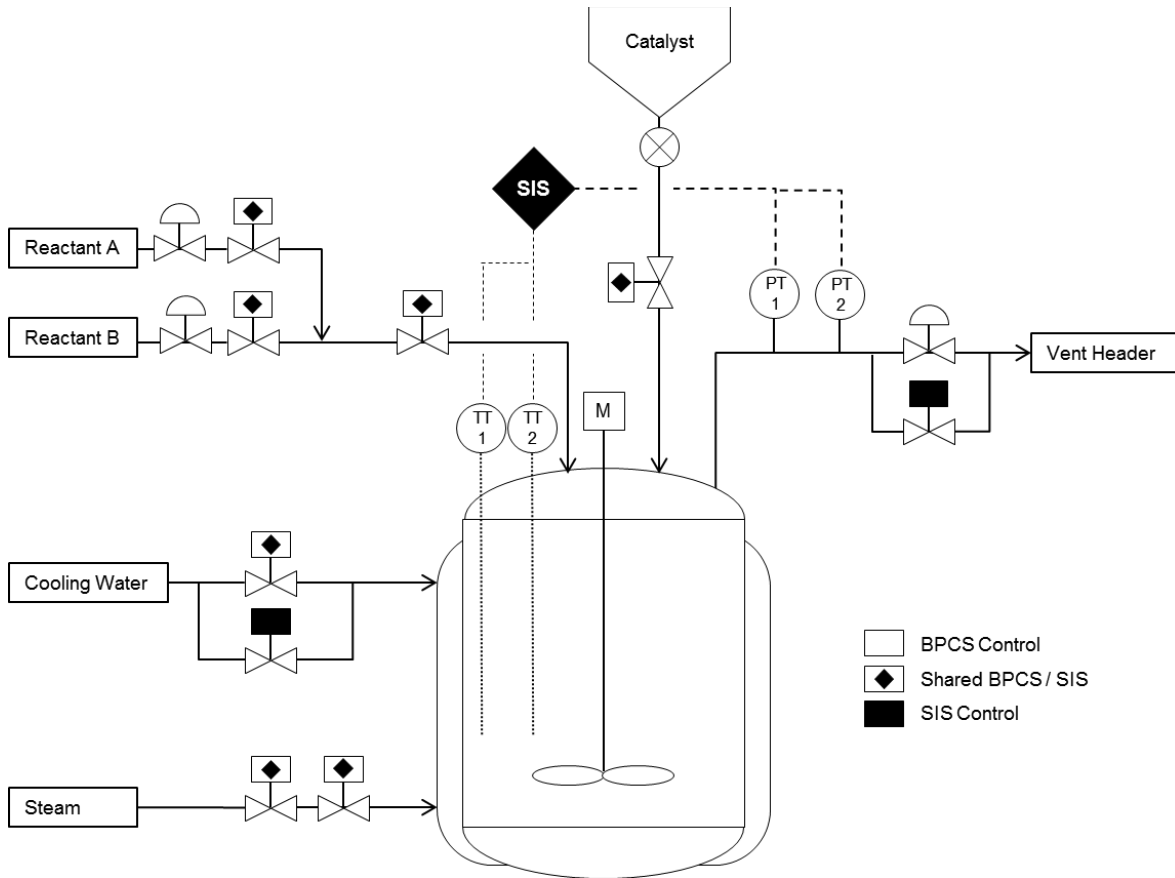 Catalyst
SIS
Reactant A
Reactant B
PT
1
PT
2
Vent Header
TT
1
TT
2
M
Cooling Water
BPCS Control
Shared BPCS / SIS
SIS Control
Steam